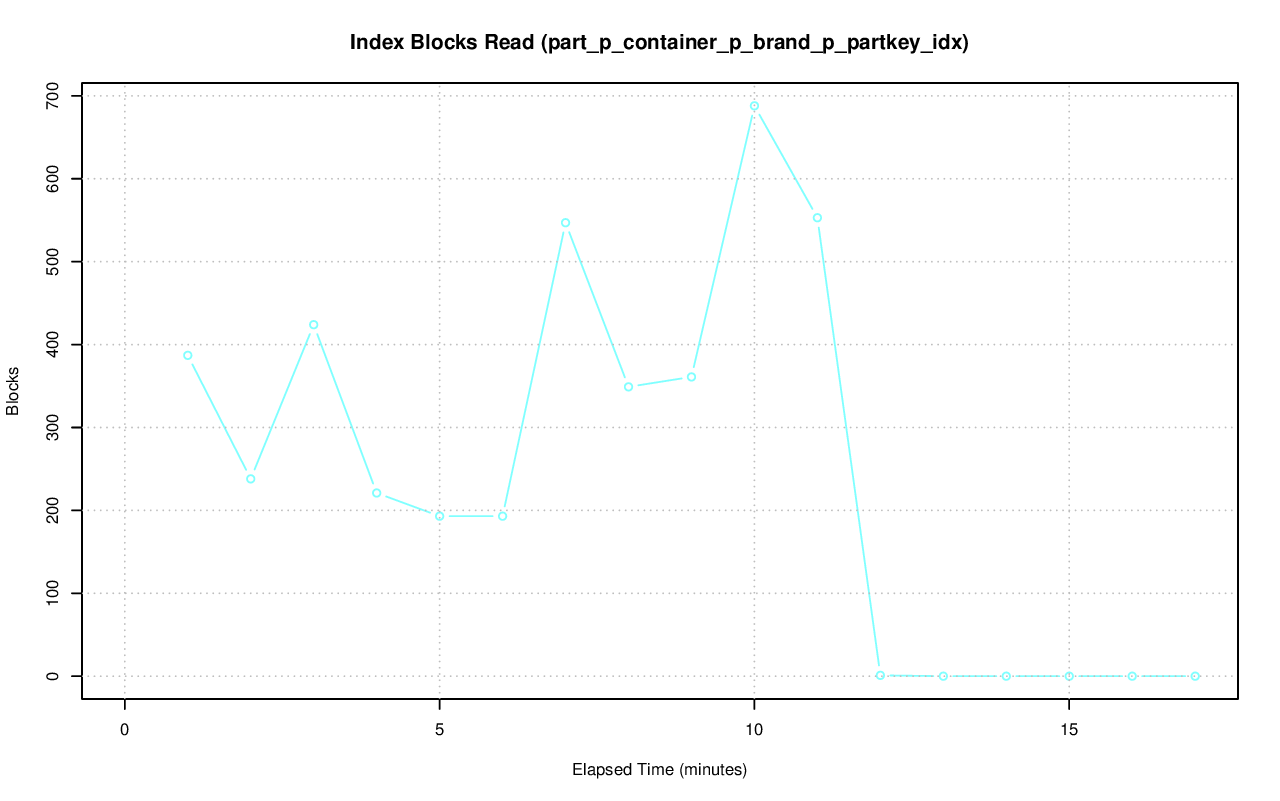 Index Blocks Read (part_p_container_p_brand_p_partkey_idx)
700
600
500
400
300
200
100
0
Blocks
0 5 10 15
Elapsed Time (minutes)